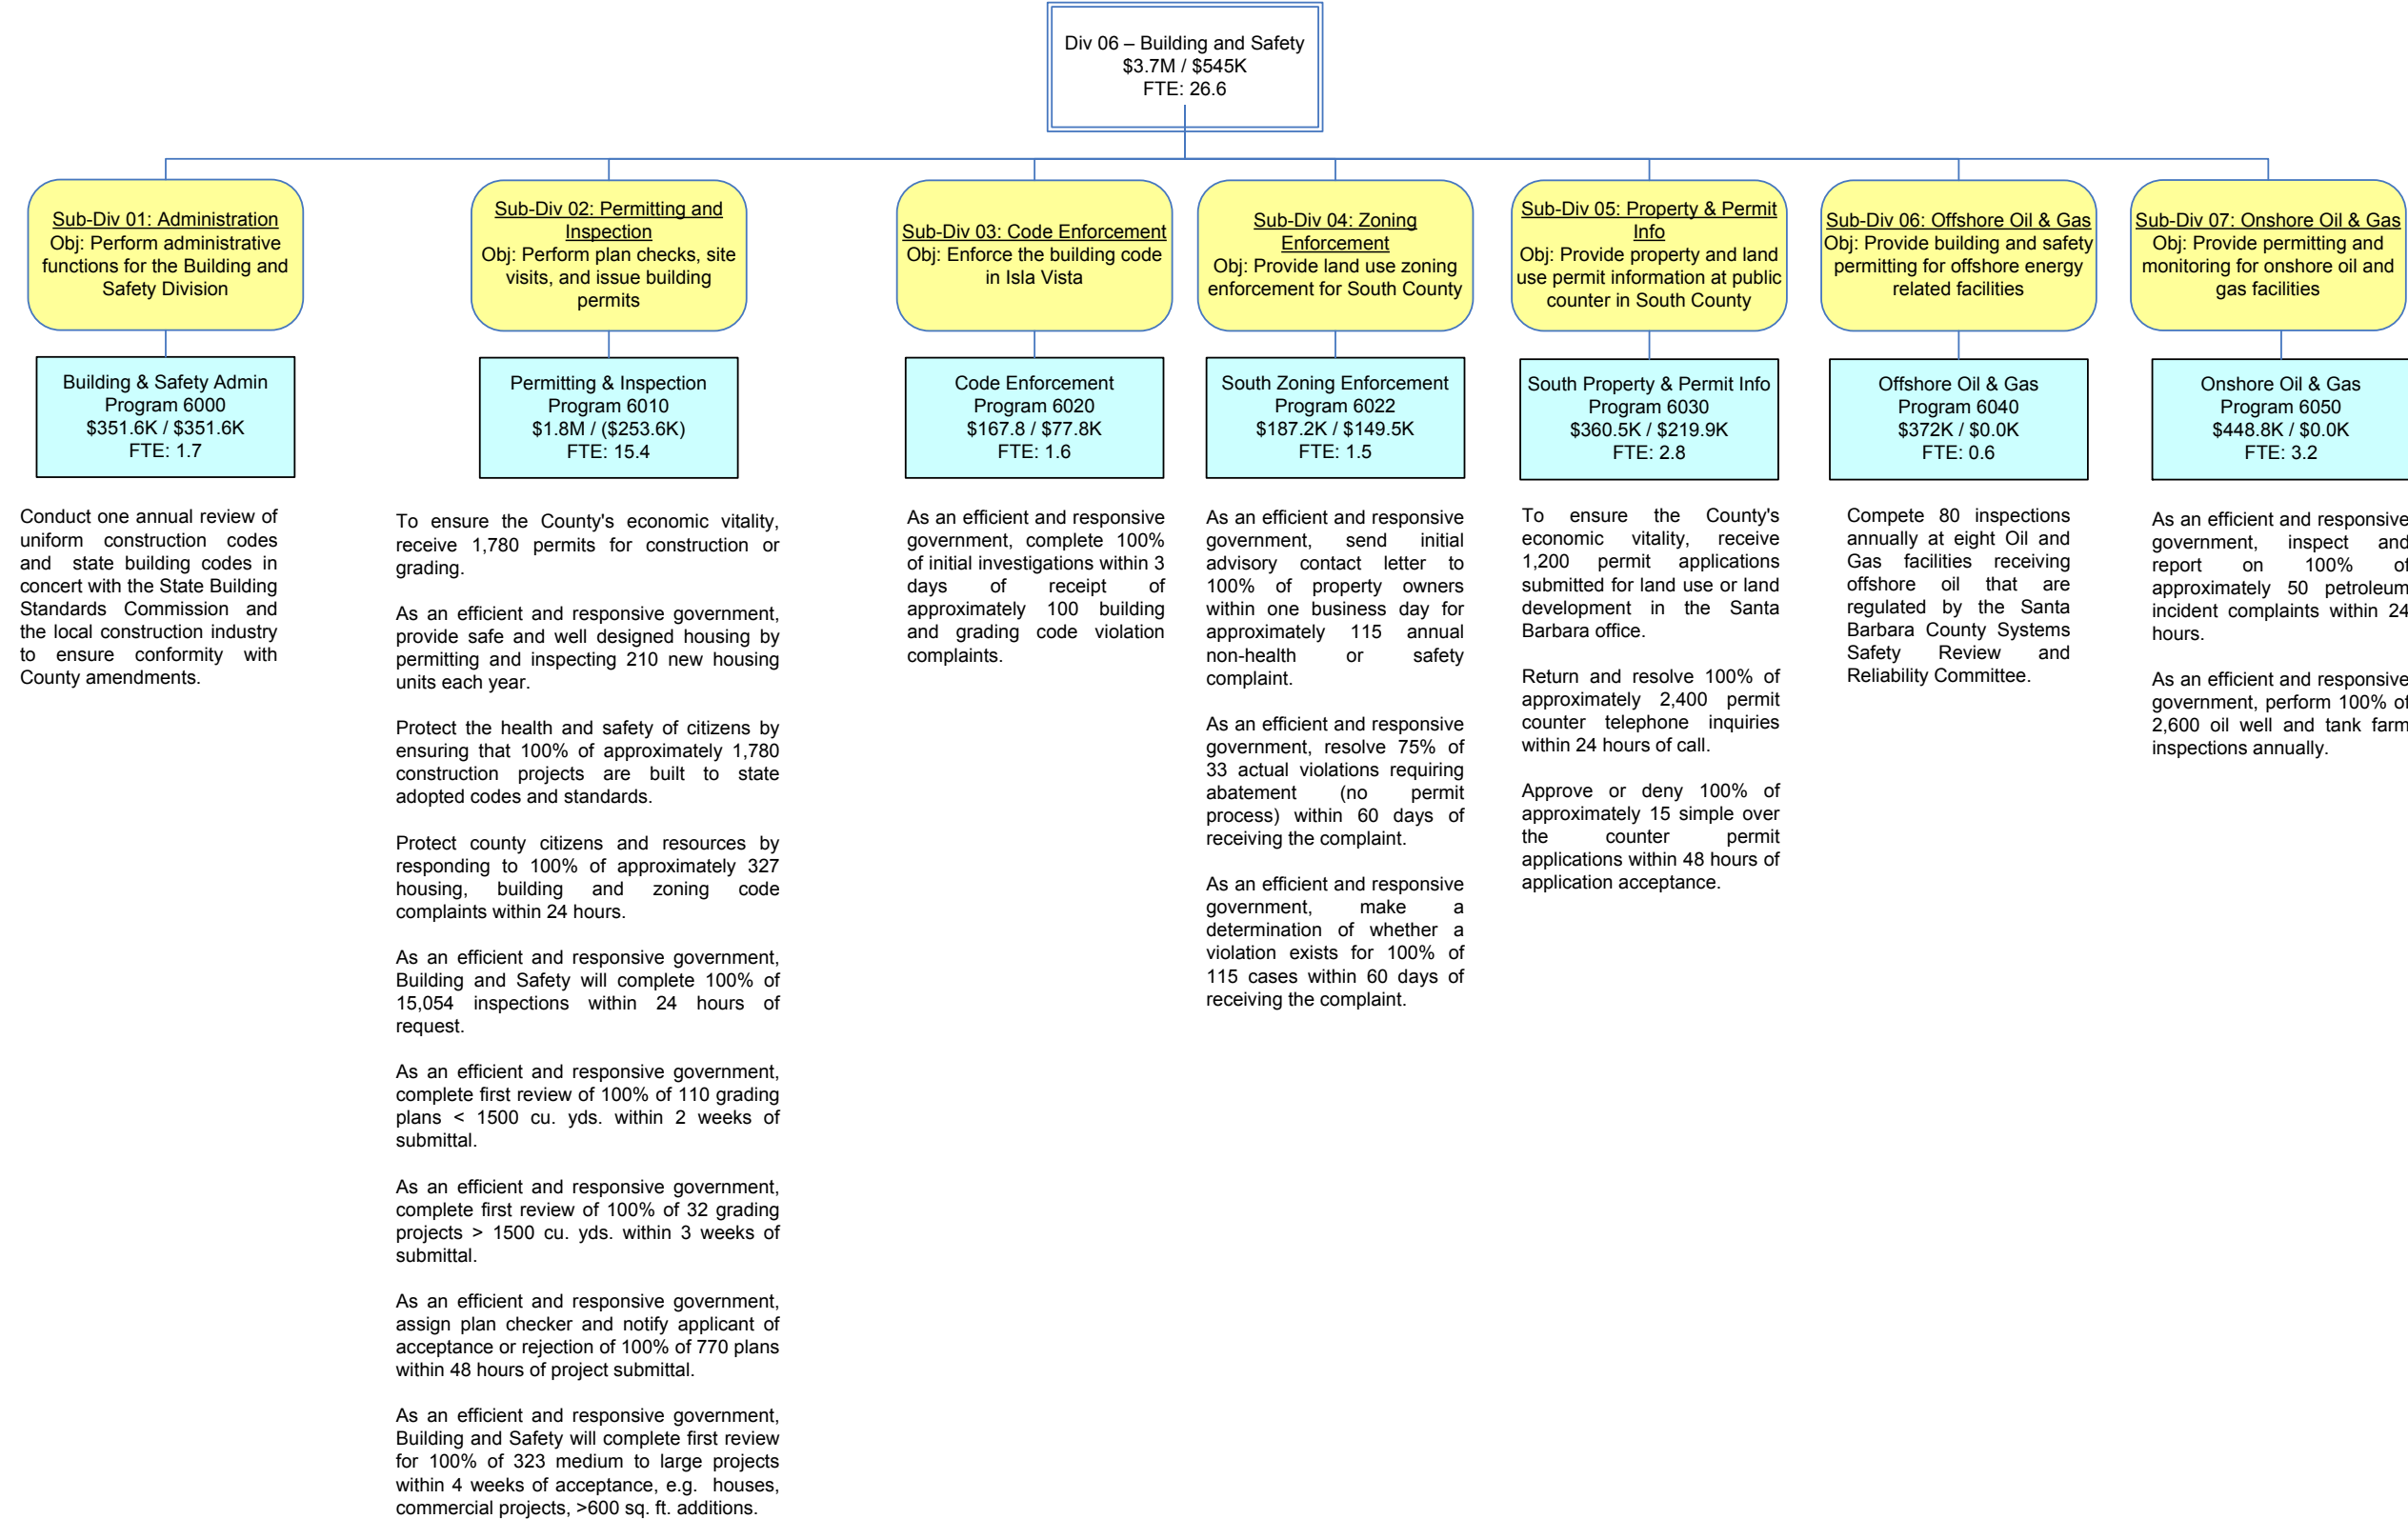 Div 06 – Building and Safety
$3.7M / $545K
FTE: 26.6
Sub-Div 01: Administration
Obj: Perform administrative
functions for the Building and
Safety Division
Sub-Div 02: Permitting and
Inspection
Obj: Perform plan checks, site
visits, and issue building
permits
Sub-Div 03: Code Enforcement
Obj: Enforce the building code
in Isla Vista
Sub-Div 04: Zoning
Enforcement
Obj: Provide land use zoning
enforcement for South County
Sub-Div 05: Property & Permit
Info
Obj: Provide property and land
use permit information at public
counter in South County
Sub-Div 06: Offshore Oil & Gas
Obj: Provide building and safety
permitting for offshore energy
related facilities
Sub-Div 07: Onshore Oil & Gas
Obj: Provide permitting and
monitoring for onshore oil and
gas facilities
Building & Safety Admin
Program 6000
$351.6K / $351.6K
FTE: 1.7
Permitting & Inspection
Program 6010
$1.8M / ($253.6K)
FTE: 15.4
Code Enforcement
Program 6020
$167.8 / $77.8K
FTE: 1.6
South Zoning Enforcement
Program 6022
$187.2K / $149.5K
FTE: 1.5
South Property & Permit Info
Program 6030
$360.5K / $219.9K
FTE: 2.8
Offshore Oil & Gas
Program 6040
$372K / $0.0K
FTE: 0.6
Onshore Oil & Gas
Program 6050
$448.8K / $0.0K
FTE: 3.2
Conduct one annual review of
uniform construction codes
and state building codes in
concert with the State Building
Standards Commission and
the local construction industry
to ensure conformity with
County amendments.
To ensure the County's economic vitality,
receive 1,780 permits for construction or
grading.
As an efficient and responsive government,
provide safe and well designed housing by
permitting and inspecting 210 new housing
units each year.
Protect the health and safety of citizens by
ensuring that 100% of approximately 1,780
construction projects are built to state
adopted codes and standards.
Protect county citizens and resources by
responding to 100% of approximately 327
housing, building and zoning code
complaints within 24 hours.
As an efficient and responsive government,
Building and Safety will complete 100% of
15,054 inspections within 24 hours of
request.
As an efficient and responsive government,
complete first review of 100% of 110 grading
plans < 1500 cu. yds. within 2 weeks of
submittal.
As an efficient and responsive government,
complete first review of 100% of 32 grading
projects > 1500 cu. yds. within 3 weeks of
submittal.
As an efficient and responsive government,
assign plan checker and notify applicant of
acceptance or rejection of 100% of 770 plans
within 48 hours of project submittal.
As an efficient and responsive government,
Building and Safety will complete first review
for 100% of 323 medium to large projects
within 4 weeks of acceptance, e.g. houses,
commercial projects, >600 sq. ft. additions.
As an efficient and responsive
government, complete 100%
of initial investigations within 3
days of receipt of
approximately 100 building
and grading code violation
complaints.
As an efficient and responsive
government, send initial
advisory contact letter to
100% of property owners
within one business day for
approximately 115 annual
non-health or safety
complaint.
As an efficient and responsive
government, resolve 75% of
33 actual violations requiring
abatement (no permit
process) within 60 days of
receiving the complaint.
As an efficient and responsive
government, make a
determination of whether a
violation exists for 100% of
115 cases within 60 days of
receiving the complaint.
To ensure the County's
economic vitality, receive
1,200 permit applications
submitted for land use or land
development in the Santa
Barbara office.
Return and resolve 100% of
approximately 2,400 permit
counter telephone inquiries
within 24 hours of call.
Approve or deny 100% of
approximately 15 simple over
the counter permit
applications within 48 hours of
application acceptance.
Compete 80 inspections
annually at eight Oil and
Gas facilities receiving
offshore oil that are
regulated by the Santa
Barbara County Systems
Safety Review and
Reliability Committee.
As an efficient and responsive
government, inspect and
report on 100% of
approximately 50 petroleum
incident complaints within 24
hours.
As an efficient and responsive
government, perform 100% of
2,600 oil well and tank farm
inspections annually.